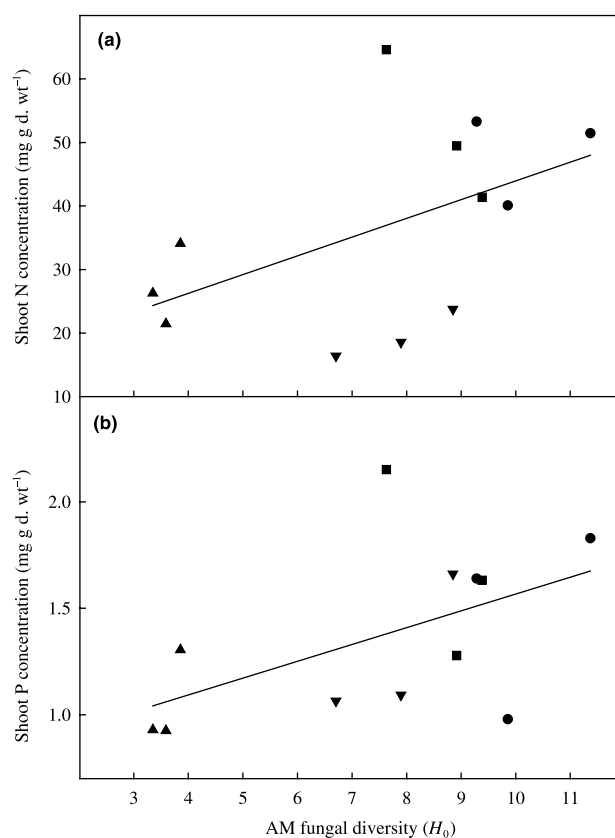 (a)
Shoot N concentration (mg g d. wt⁻¹)
60
50
40
30
20
10
(b)
Shoot P concentration (mg g d. wt⁻¹)
2.0
1.5
1.0
3 4 5 6 7 8 9 10 11
AM fungal diversity (H₀)